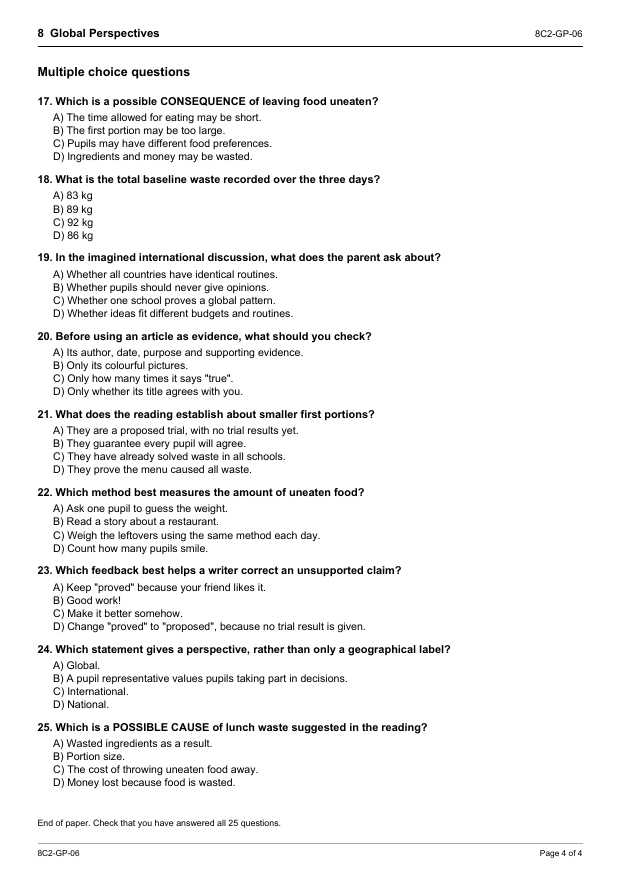 8 Global Perspectives
8C2-GP-06
Multiple choice questions
17. Which is a possible CONSEQUENCE of leaving food uneaten?
A) The time allowed for eating may be short.
B) The first portion may be too large.
C) Pupils may have different food preferences.
D) Ingredients and money may be wasted.
18. What is the total baseline waste recorded over the three days?
A) 83 kg
B) 89 kg
C) 92 kg
D) 86 kg
19. In the imagined international discussion, what does the parent ask about?
A) Whether all countries have identical routines.
B) Whether pupils should never give opinions.
C) Whether one school proves a global pattern.
D) Whether ideas fit different budgets and routines.
20. Before using an article as evidence, what should you check?
A) Its author, date, purpose and supporting evidence.
B) Only its colourful pictures.
C) Only how many times it says "true".
D) Only whether its title agrees with you.
21. What does the reading establish about smaller first portions?
A) They are a proposed trial, with no trial results yet.
B) They guarantee every pupil will agree.
C) They have already solved waste in all schools.
D) They prove the menu caused all waste.
22. Which method best measures the amount of uneaten food?
A) Ask one pupil to guess the weight.
B) Read a story about a restaurant.
C) Weigh the leftovers using the same method each day.
D) Count how many pupils smile.
23. Which feedback best helps a writer correct an unsupported claim?
A) Keep "proved" because your friend likes it.
B) Good work!
C) Make it better somehow.
D) Change "proved" to "proposed", because no trial result is given.
24. Which statement gives a perspective, rather than only a geographical label?
A) Global.
B) A pupil representative values pupils taking part in decisions.
C) International.
D) National.
25. Which is a POSSIBLE CAUSE of lunch waste suggested in the reading?
A) Wasted ingredients as a result.
B) Portion size.
C) The cost of throwing uneaten food away.
D) Money lost because food is wasted.
End of paper. Check that you have answered all 25 questions.
8C2-GP-06
Page 4 of 4